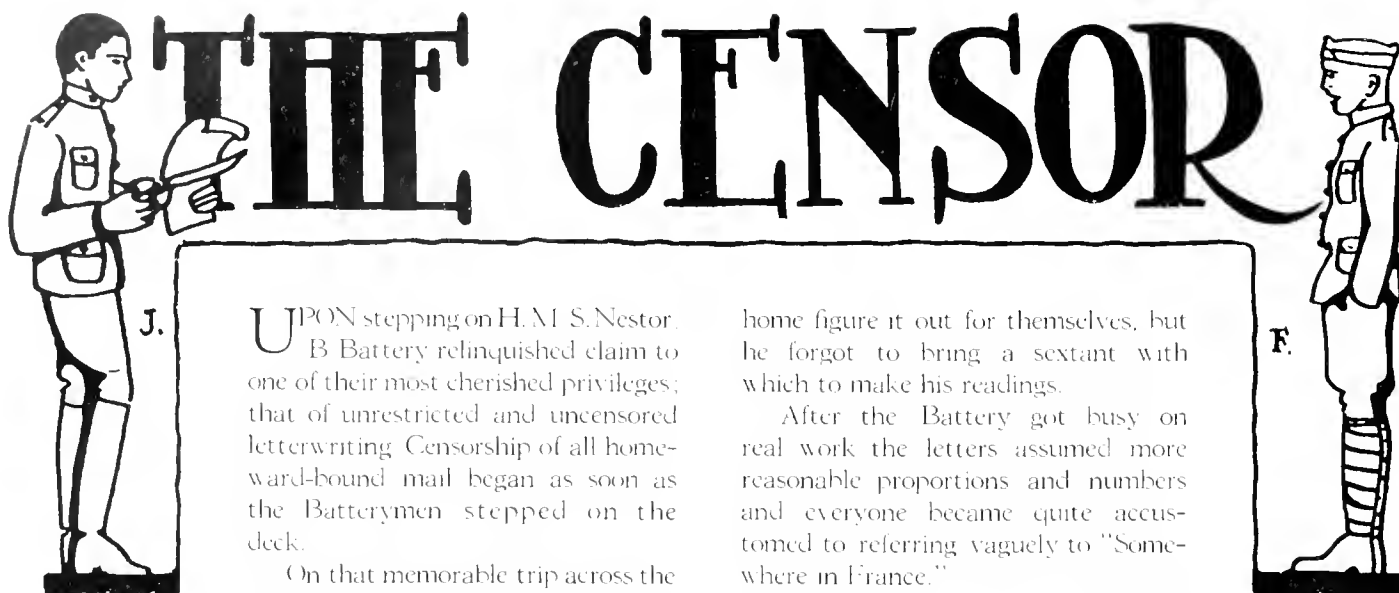 THE CENSOR
J.
UPON stepping on H. M. S. Nestor,
B Battery relinquished claim to
one of their most cherished privileges;
that of unrestricted and uncensored
letterwriting. Censorship of all home-
ward-bound mail began as soon as
the Batterymen stepped on the
deck.
On that memorable trip across the
home figure it out for themselves, but
he forgot to bring a sextant with
which to make his readings.
After the Battery got busy on
real work the letters assumed more
reasonable proportions and numbers
and everyone became quite accus-
tomed to referring vaguely to "Some-
where in France."
F.